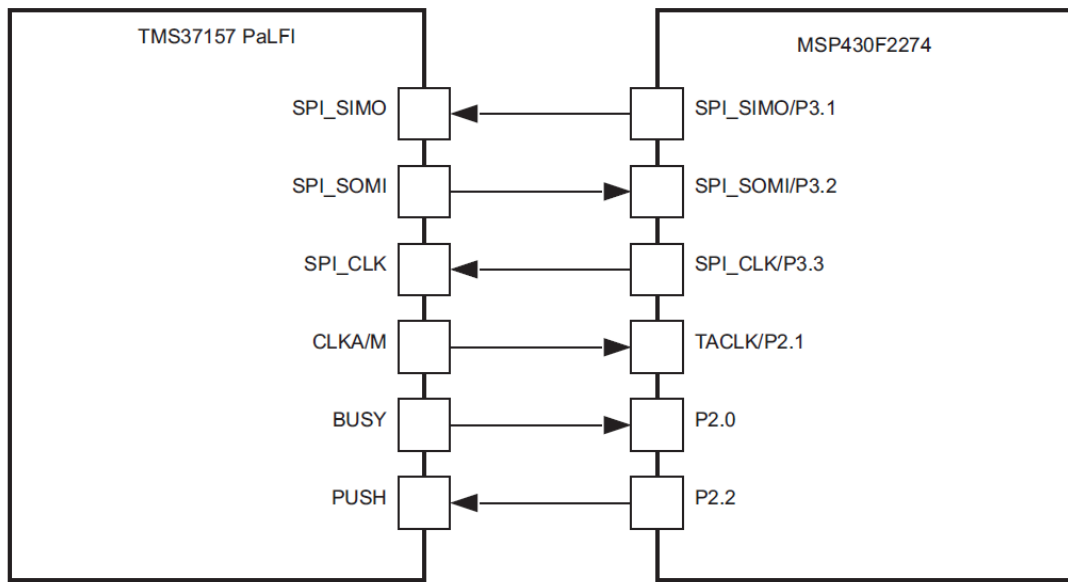 TMS37157 PaLFI
MSP430F2274
SPI_SIMO
SPI_SIMO/P3.1
SPI_SOMI
SPI_SOMI/P3.2
SPI_CLK
SPI_CLK/P3.3
CLKA/M
TACLK/P2.1
BUSY
P2.0
PUSH
P2.2